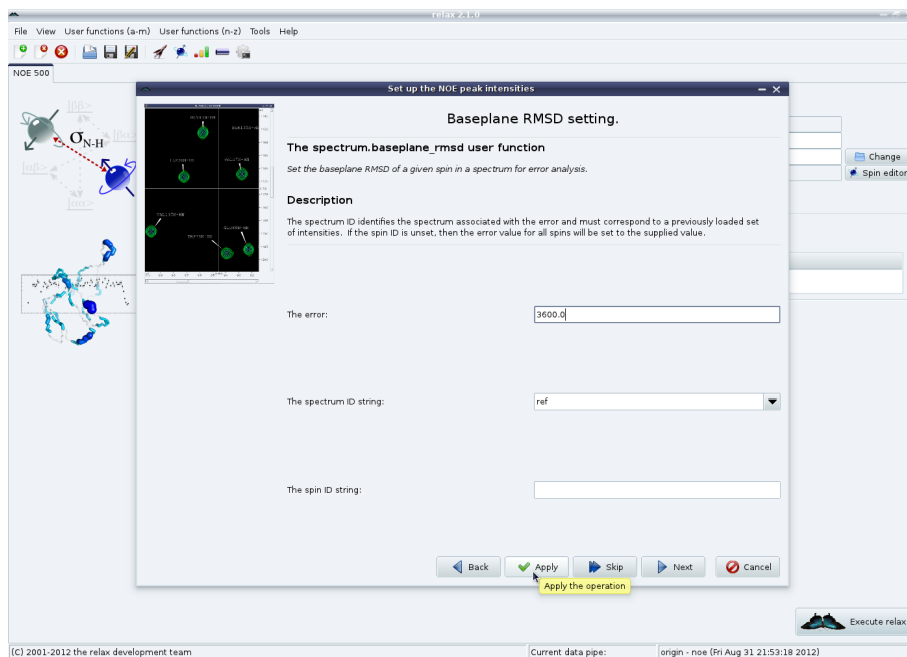 relax 2.1.0
File View User functions (a-m) User functions (n-z) Tools Help
NOE 500
Set up the NOE peak intensities
Baseplane RMSD setting.
The spectrum.baseplane_rmsd user function
Set the baseplane RMSD of a given spin in a spectrum for error analysis.
Description
The spectrum ID identifies the spectrum associated with the error and must correspond to a previously loaded set
of intensities. If the spin ID is unset, then the error value for all spins will be set to the supplied value.
|ββ>
|βα>
σN-H
|αβ>
|αα>
Change
Spin editor
The error:
3600.0
The spectrum ID string:
ref
The spin ID string:
Back
Apply
Skip
Next
Cancel
Apply the operation
Execute relax
(C) 2001-2012 the relax development team
Current data pipe:
origin - noe (Fri Aug 31 21:53:18 2012)